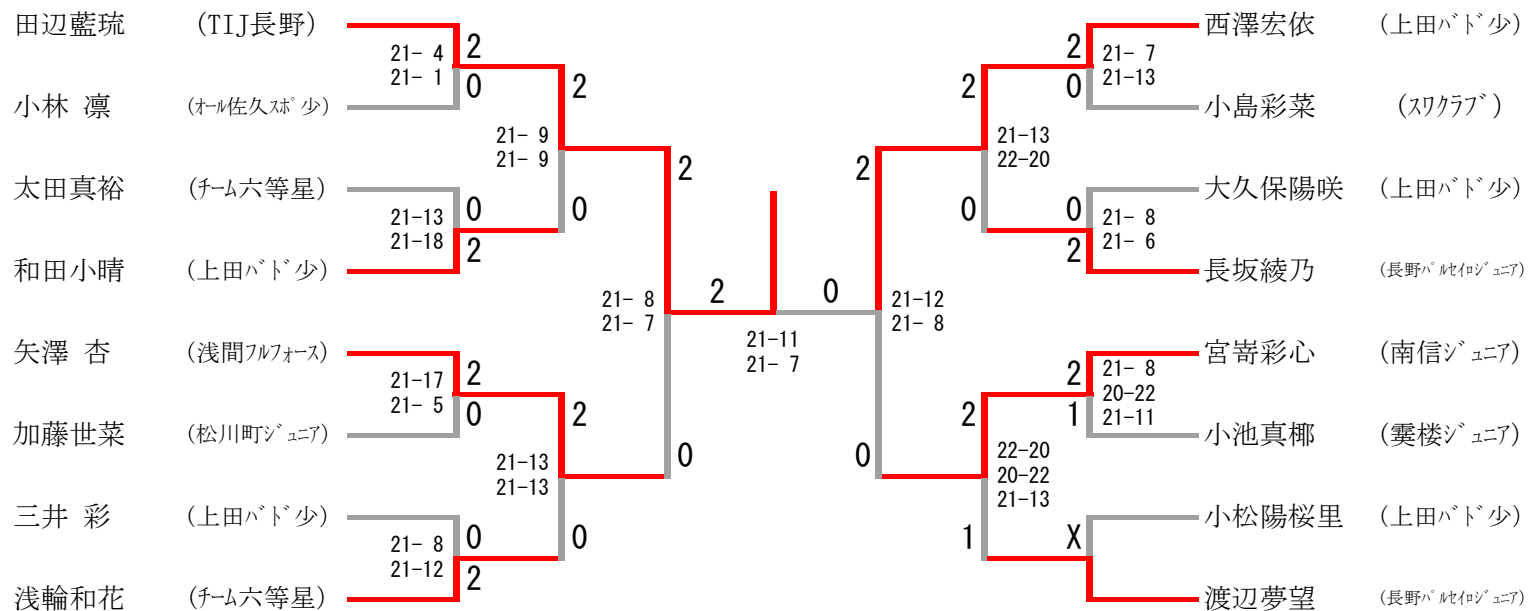 田辺藍琉 (TIJ長野)
21- 4 2
21- 1 0
小林 凛 (オール佐久スポ少)
2
21- 9
21- 9
0
太田真裕 (チーム六等星)
21-13 0
21-18 2
和田小晴 (上田バド少)
2
21- 8
21- 7
0
矢澤 杏 (浅間フルフォース)
21-17 2
21- 5 0
加藤世菜 (松川町ジュニア)
2
21-13
21-13
0
三井 彩 (上田バド少)
21- 8 0
21-12 2
浅輪和花 (チーム六等星)
2 0
21-11
21- 7
西澤宏依 (上田バド少)
2 21- 7
0 21-13
小島彩菜 (スワクラブ)
2
21-13
22-20
0
大久保陽咲 (上田バド少)
0 21- 8
2 21- 6
長坂綾乃 (長野パルセイロジュニア)
2
21-12
21- 8
0
宮嵜彩心 (南信ジュニア)
2 21- 8
20-22
1 21-11
小池真椰 (霙楼ジュニア)
2
22-20
20-22
21-13
1
小松陽桜里 (上田バド少)
X
渡辺夢望 (長野パルセイロジュニア)